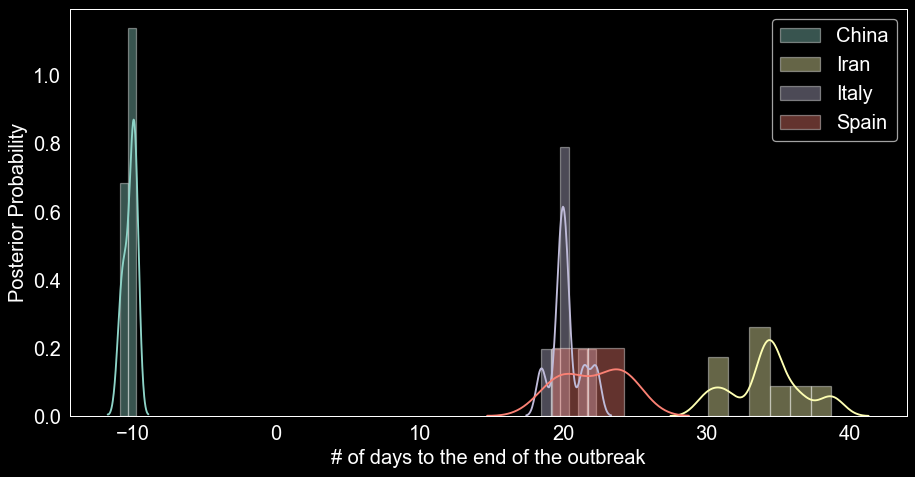 China
Iran
Italy
Spain
Posterior Probability
1.0
0.8
0.6
0.4
0.2
0.0
−10
0
10
20
30
40
# of days to the end of the outbreak